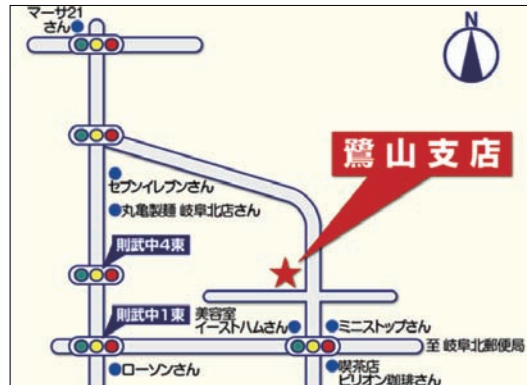 マーサ21
さん
N
鷺山支店
セブンイレブンさん
丸亀製麺 岐阜北店さん
則武中4東
則武中1東
美容室
イーストハムさん
ミニストップさん
至 岐阜北郵便局
ローソンさん
喫茶店
ピリオン珈琲さん